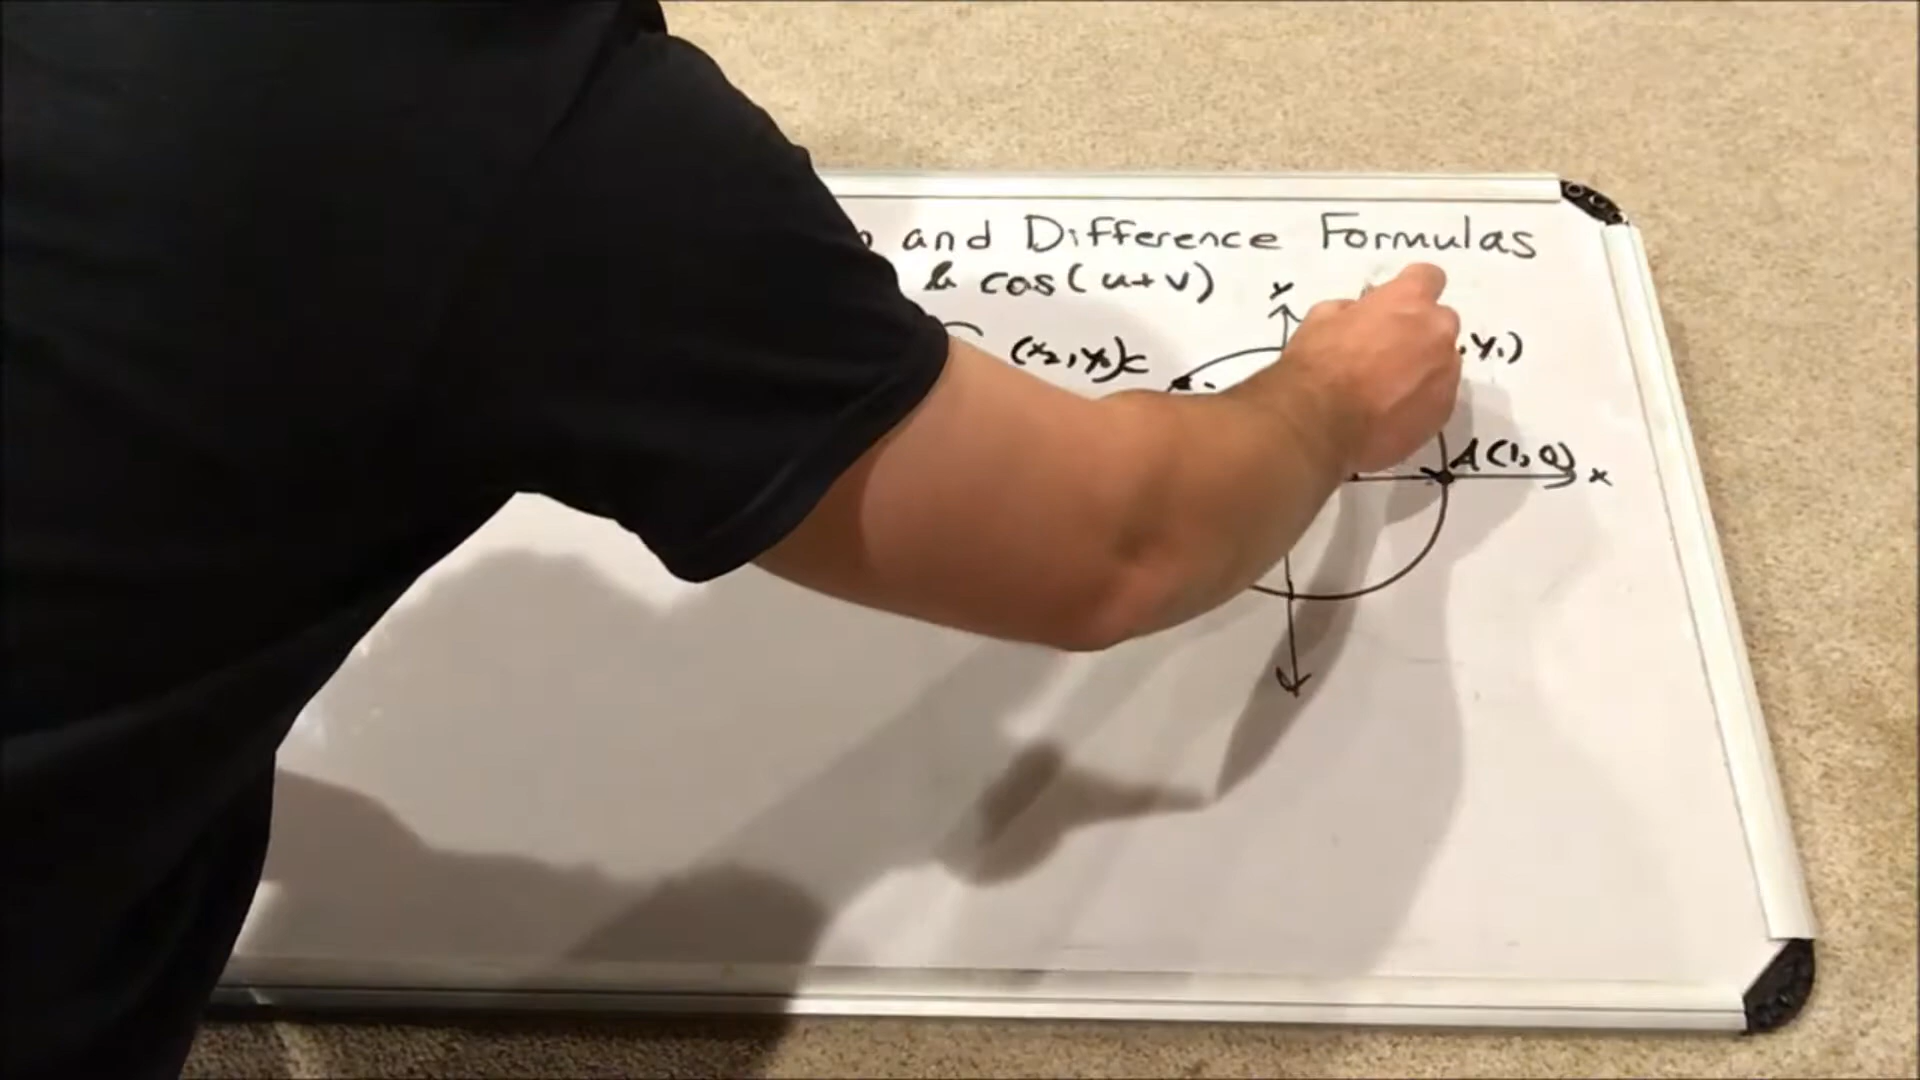 and Difference Formulas
& cos(u+v)
y
(x₂, y₂)C
, y₁)
A(1, 0)
x